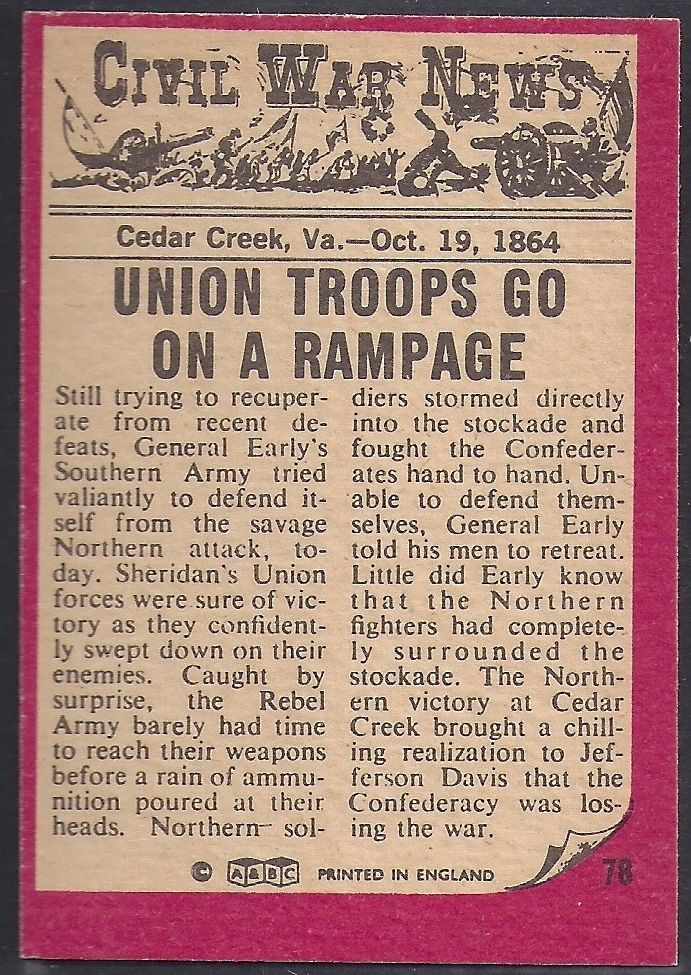 CIVIL WAR NEWS
Cedar Creek, Va.—Oct. 19, 1864
UNION TROOPS GO
ON A RAMPAGE
Still trying to recuper-
ate from recent de-
feats, General Early's
Southern Army tried
valiantly to defend it-
self from the savage
Northern attack, to-
day. Sheridan's Union
forces were sure of vic-
tory as they confident-
ly swept down on their
enemies. Caught by
surprise, the Rebel
Army barely had time
to reach their weapons
before a rain of ammu-
nition poured at their
heads. Northern sol-
diers stormed directly
into the stockade and
fought the Confeder-
ates hand to hand. Un-
able to defend them-
selves, General Early
told his men to retreat.
Little did Early know
that the Northern
fighters had complete-
ly surrounded the
stockade. The North-
ern victory at Cedar
Creek brought a chill-
ing realization to Jef-
ferson Davis that the
Confederacy was los-
ing the war.
© A&BC PRINTED IN ENGLAND
78